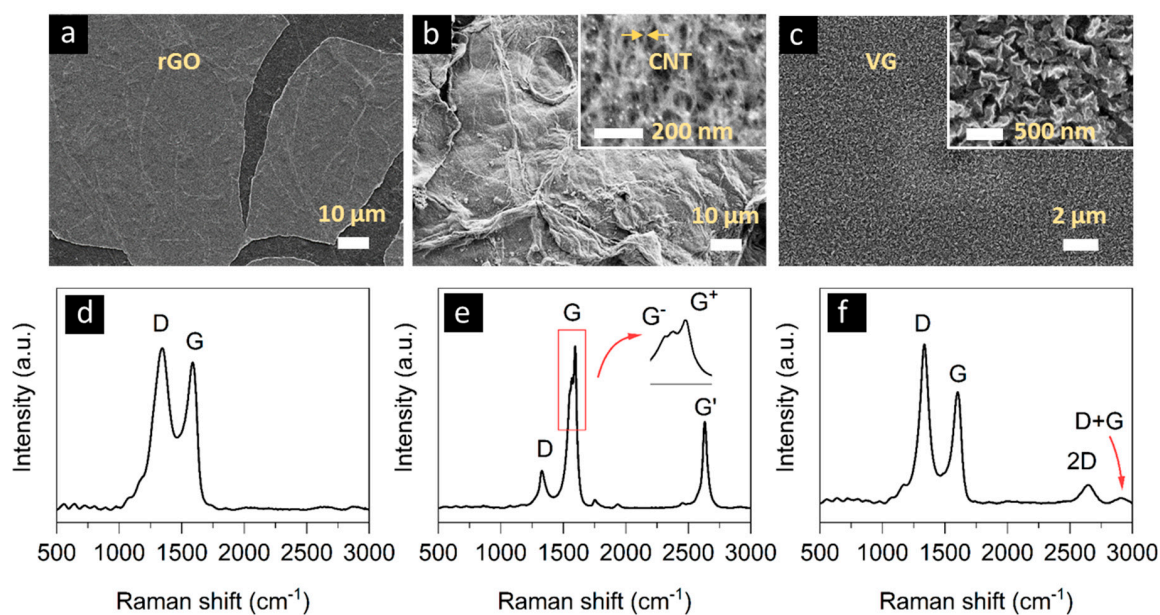 a
rGO
10 µm
b
CNT
200 nm
10 µm
c
VG
500 nm
2 µm
d
D
G
Intensity (a.u.)
500 1000 1500 2000 2500 3000
Raman shift (cm⁻¹)
e
G
G⁻
G⁺
D
G'
Intensity (a.u.)
500 1000 1500 2000 2500 3000
Raman shift (cm⁻¹)
f
D
G
2D
D+G
Intensity (a.u.)
500 1000 1500 2000 2500 3000
Raman shift (cm⁻¹)